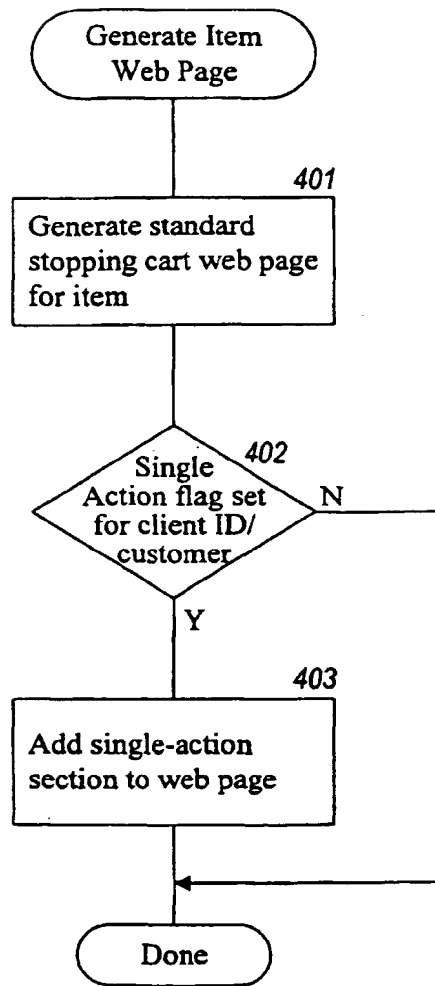 Generate Item
Web Page
401
Generate standard
stopping cart web page
for item
402
Single
Action flag set
for client ID/
customer
N
Y
403
Add single-action
section to web page
Done